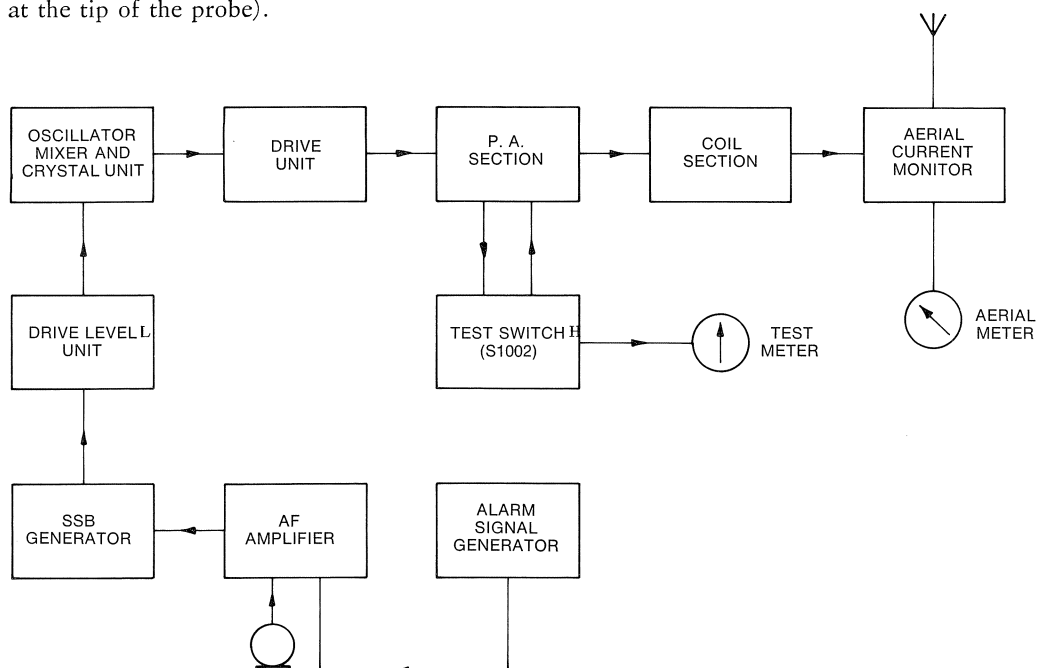 at the tip of the probe).
OSCILLATOR
MIXER AND
CRYSTAL UNIT
DRIVE
UNIT
P. A.
SECTION
COIL
SECTION
AERIAL
CURRENT
MONITOR
DRIVE LEVEL L
UNIT
TEST SWITCH H
(S1002)
TEST
METER
AERIAL
METER
SSB
GENERATOR
AF
AMPLIFIER
ALARM
SIGNAL
GENERATOR